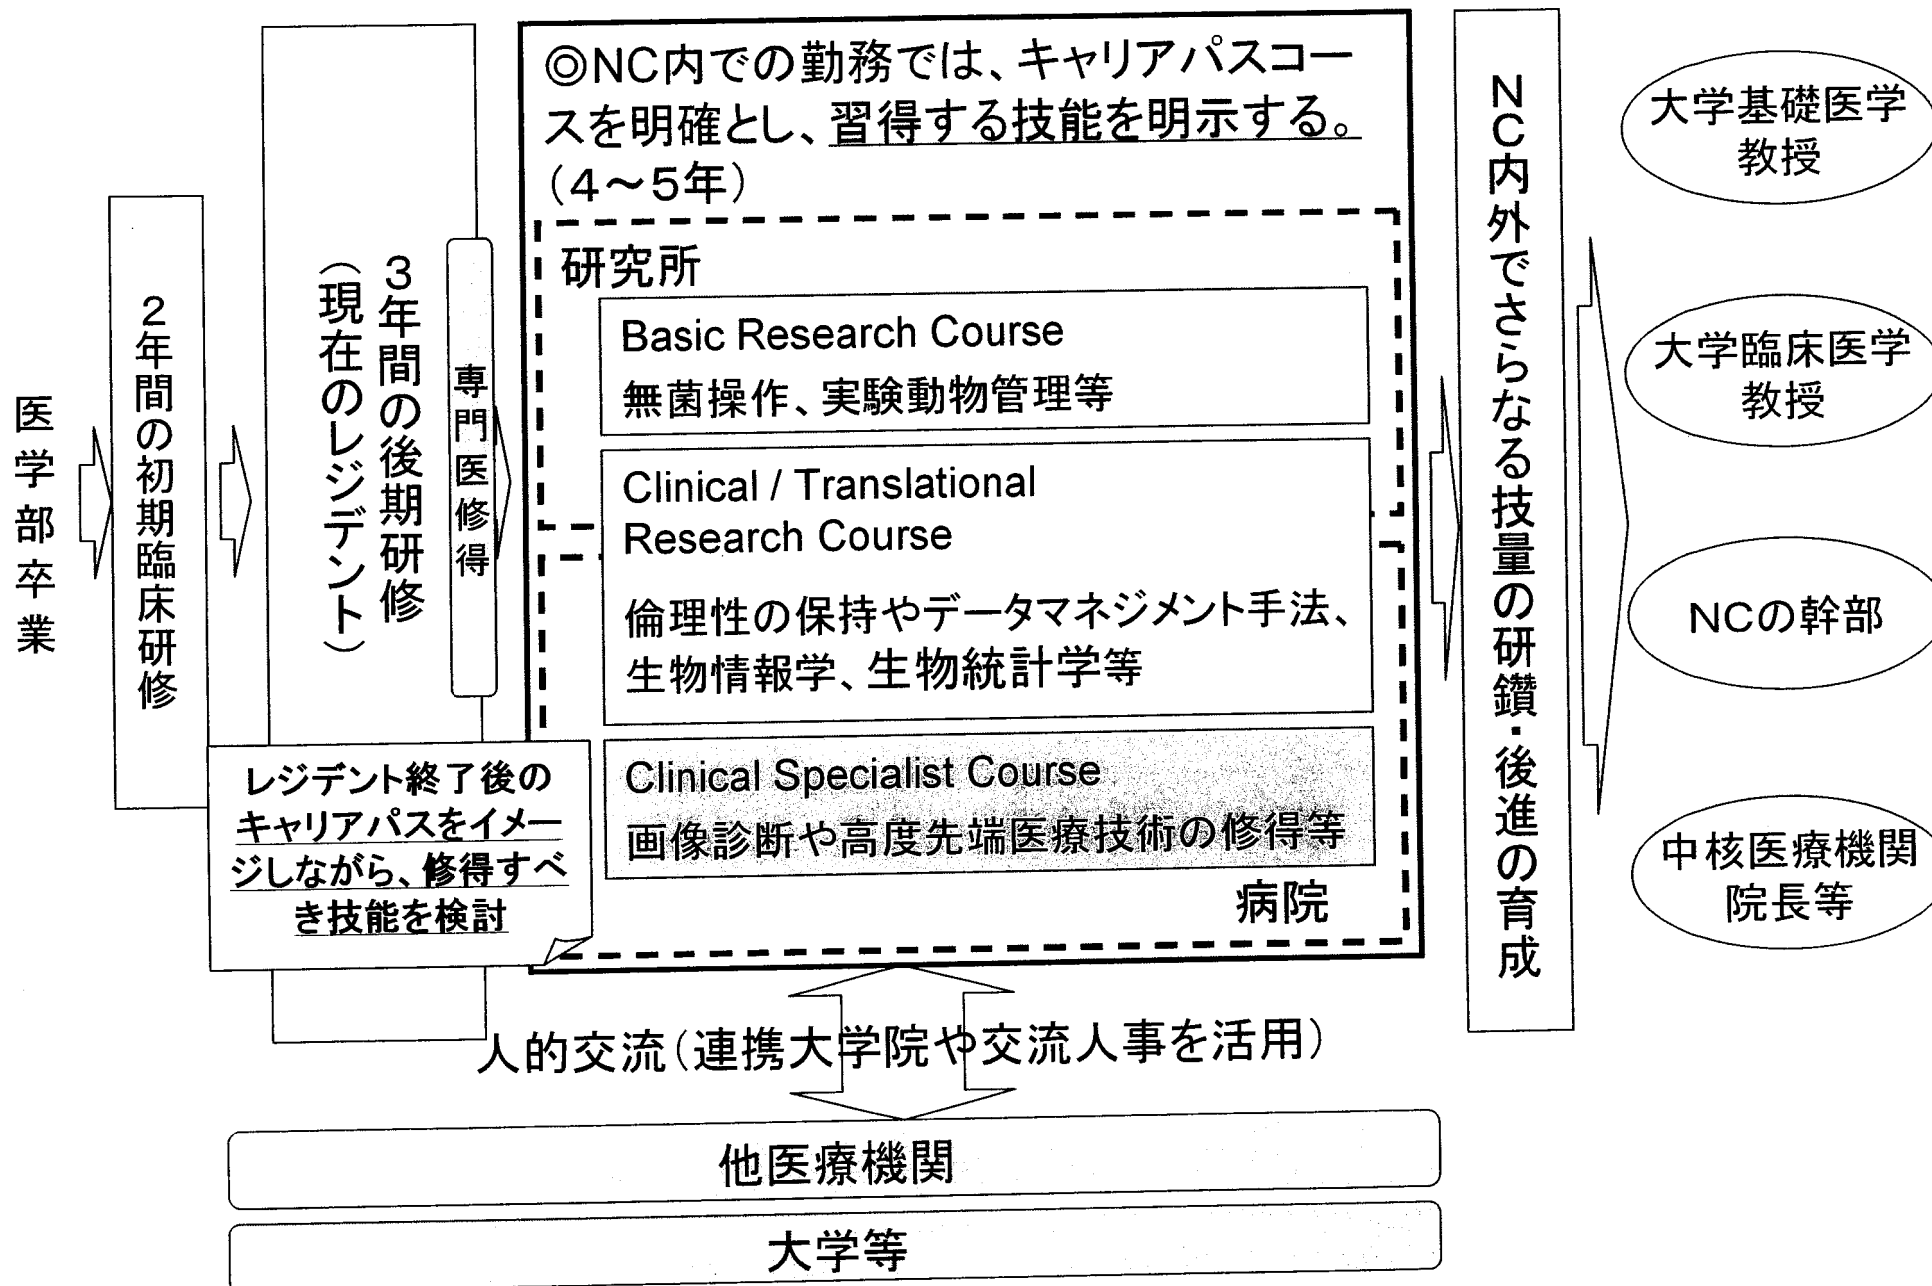 医学部卒業
2年間の初期臨床研修
3年間の後期研修
（現在のレジデント）
専門医修得
レジデント終了後の
キャリアパスをイメー
ジしながら、修得すべ
き技能を検討
◎NC内での勤務では、キャリアパスコー
スを明確とし、習得する技能を明示する。
（4～5年）
研究所
Basic Research Course
無菌操作、実験動物管理等
Clinical / Translational
Research Course
倫理性の保持やデータマネジメント手法、
生物情報学、生物統計学等
Clinical Specialist Course
画像診断や高度先端医療技術の修得等
病院
NC内外でさらなる技量の研鑽・後進の育成
大学基礎医学
教授
大学臨床医学
教授
NCの幹部
中核医療機関
院長等
人的交流（連携大学院や交流人事を活用）
他医療機関
大学等